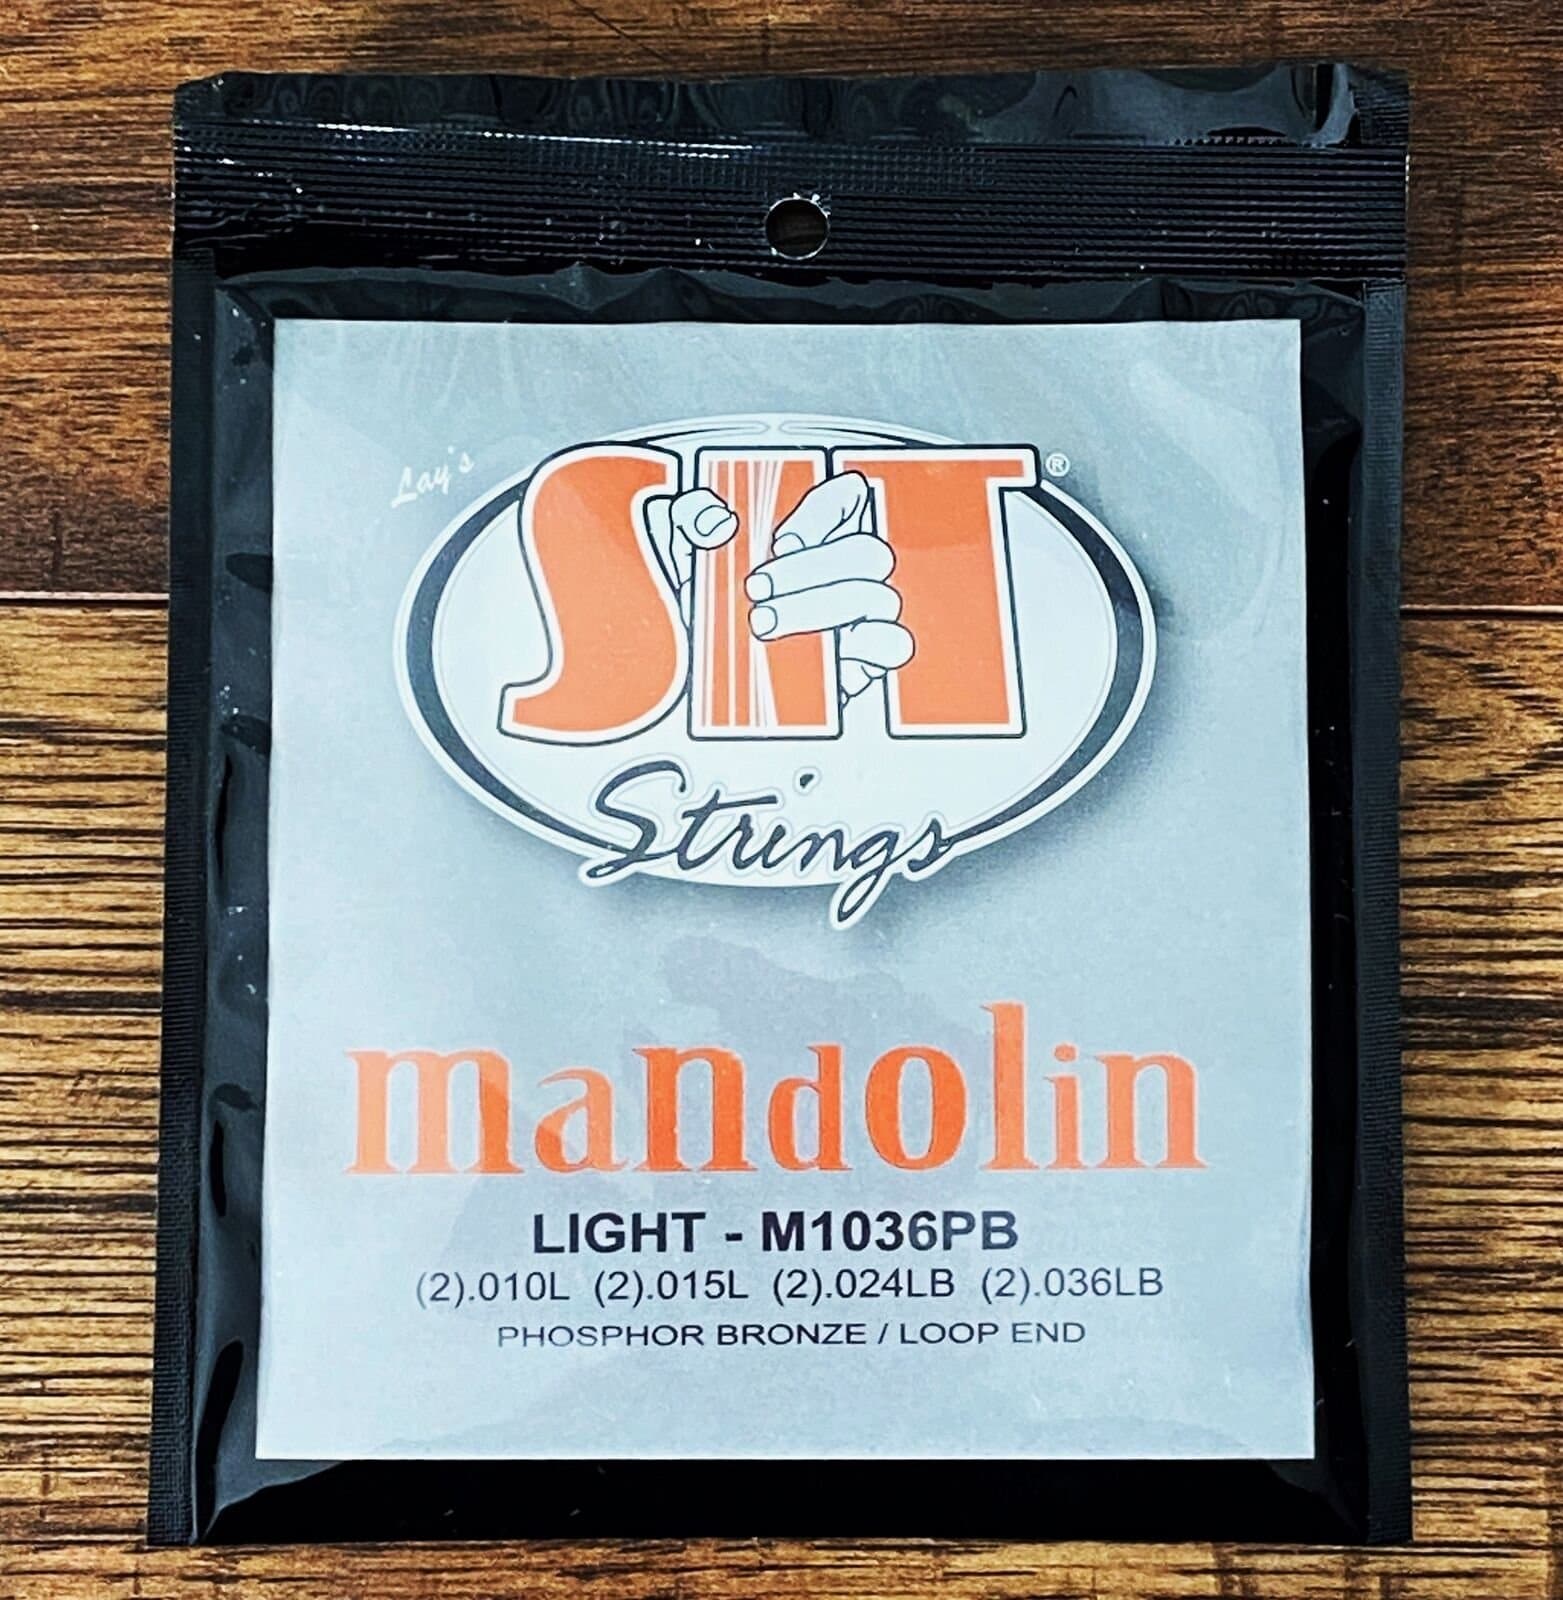 Lay's
SIT®
Strings
mandolin
LIGHT - M1036PB
(2).010L (2).015L (2).024LB (2).036LB
PHOSPHOR BRONZE / LOOP END